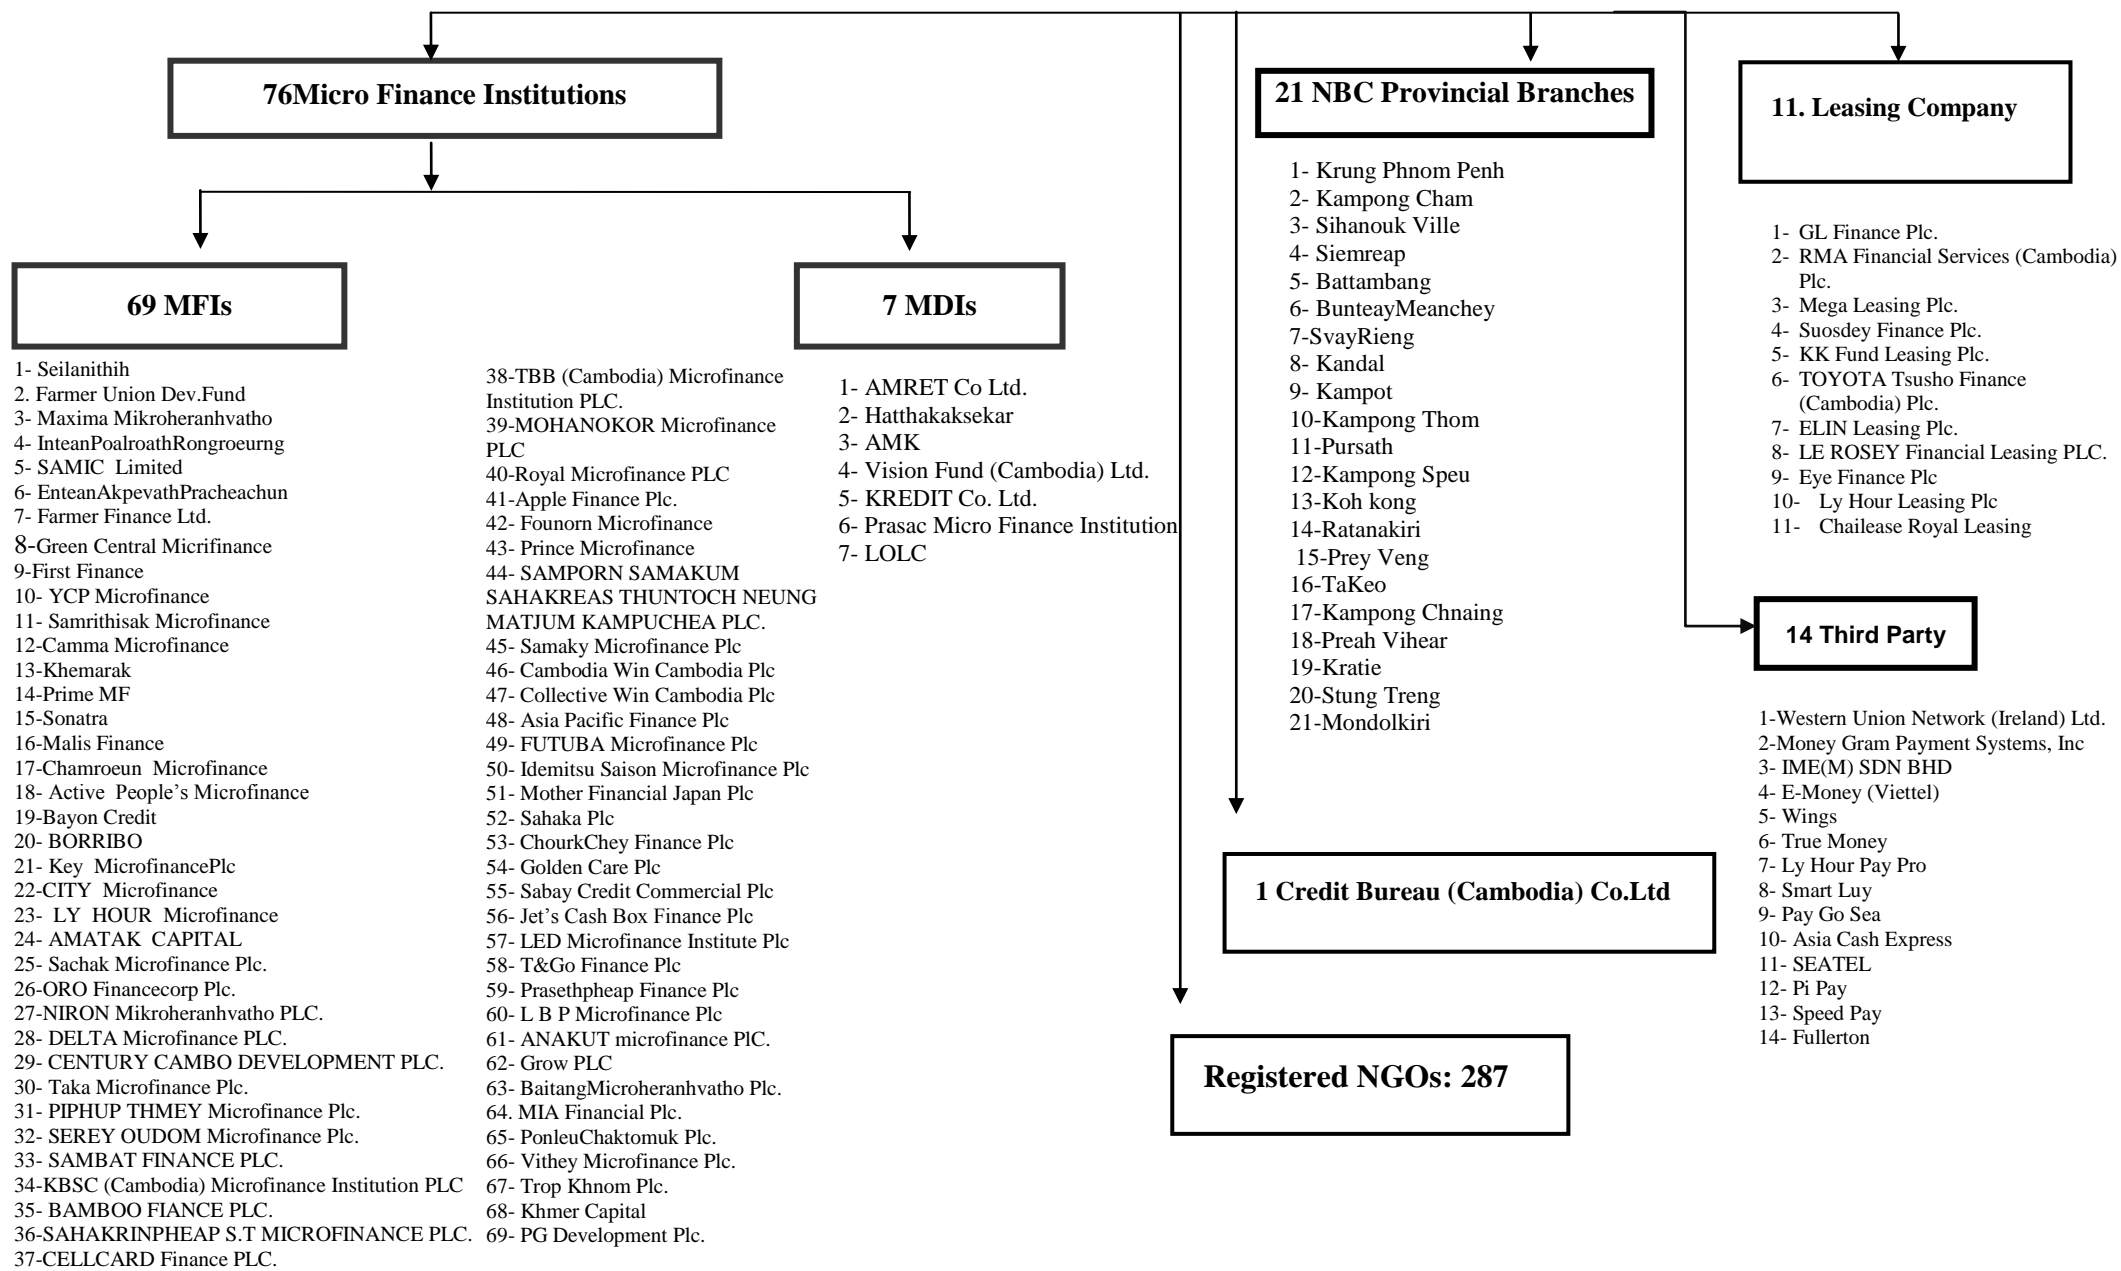 76Micro Finance Institutions
69 MFIs
1- Seilanithih
2. Farmer Union Dev.Fund
3- Maxima Mikroheranhvatho
4- InteanPoalroathRongroeurng
5- SAMIC Limited
6- EnteanAkpevathPracheachun
7- Farmer Finance Ltd.
8-Green Central Micrifinance
9-First Finance
10- YCP Microfinance
11- Samrithisak Microfinance
12-Camma Microfinance
13-Khemarak
14-Prime MF
15-Sonatra
16-Malis Finance
17-Chamroeun Microfinance
18- Active People's Microfinance
19-Bayon Credit
20- BORRIBO
21- Key MicrofinancePlc
22-CITY Microfinance
23- LY HOUR Microfinance
24- AMATAK CAPITAL
25- Sachak Microfinance Plc.
26-ORO Financecorp Plc.
27-NIRON Mikroheranhvatho PLC.
28- DELTA Microfinance PLC.
29- CENTURY CAMBO DEVELOPMENT PLC.
30- Taka Microfinance Plc.
31- PIPHUP THMEY Microfinance Plc.
32- SEREY OUDOM Microfinance Plc.
33- SAMBAT FINANCE PLC.
34-KBSC (Cambodia) Microfinance Institution PLC
35- BAMBOO FIANCE PLC.
36-SAHAKRINPHEAP S.T MICROFINANCE PLC.
37-CELLCARD Finance PLC.
38-TBB (Cambodia) Microfinance
Institution PLC.
39-MOHANOKOR Microfinance
PLC
40-Royal Microfinance PLC
41-Apple Finance Plc.
42- Founorn Microfinance
43- Prince Microfinance
44- SAMPORN SAMAKUM
SAHAKREAS THUNTOCH NEUNG
MATJUM KAMPUCHEA PLC.
45- Samaky Microfinance Plc
46- Cambodia Win Cambodia Plc
47- Collective Win Cambodia Plc
48- Asia Pacific Finance Plc
49- FUTUBA Microfinance Plc
50- Idemitsu Saison Microfinance Plc
51- Mother Financial Japan Plc
52- Sahaka Plc
53- ChourkChey Finance Plc
54- Golden Care Plc
55- Sabay Credit Commercial Plc
56- Jet's Cash Box Finance Plc
57- LED Microfinance Institute Plc
58- T&Go Finance Plc
59- Prasethpheap Finance Plc
60- L B P Microfinance Plc
61- ANAKUT microfinance PlC.
62- Grow PLC
63- BaitangMicroheranhvatho Plc.
64. MIA Financial Plc.
65- PonleuChaktomuk Plc.
66- Vithey Microfinance Plc.
67- Trop Khnom Plc.
68- Khmer Capital
69- PG Development Plc.
7 MDIs
1- AMRET Co Ltd.
2- Hatthakaksekar
3- AMK
4- Vision Fund (Cambodia) Ltd.
5- KREDIT Co. Ltd.
6- Prasac Micro Finance Institution
7- LOLC
21 NBC Provincial Branches
1- Krung Phnom Penh
2- Kampong Cham
3- Sihanouk Ville
4- Siemreap
5- Battambang
6- BunteayMeanchey
7-SvayRieng
8- Kandal
9- Kampot
10-Kampong Thom
11-Pursath
12-Kampong Speu
13-Koh kong
14-Ratanakiri
15-Prey Veng
16-TaKeo
17-Kampong Chnaing
18-Preah Vihear
19-Kratie
20-Stung Treng
21-Mondolkiri
1 Credit Bureau (Cambodia) Co.Ltd
Registered NGOs: 287
11. Leasing Company
1- GL Finance Plc.
2- RMA Financial Services (Cambodia)
Plc.
3- Mega Leasing Plc.
4- Suosdey Finance Plc.
5- KK Fund Leasing Plc.
6- TOYOTA Tsusho Finance
(Cambodia) Plc.
7- ELIN Leasing Plc.
8- LE ROSEY Financial Leasing PLC.
9- Eye Finance Plc
10- Ly Hour Leasing Plc
11- Chailease Royal Leasing
14 Third Party
1-Western Union Network (Ireland) Ltd.
2-Money Gram Payment Systems, Inc
3- IME(M) SDN BHD
4- E-Money (Viettel)
5- Wings
6- True Money
7- Ly Hour Pay Pro
8- Smart Luy
9- Pay Go Sea
10- Asia Cash Express
11- SEATEL
12- Pi Pay
13- Speed Pay
14- Fullerton